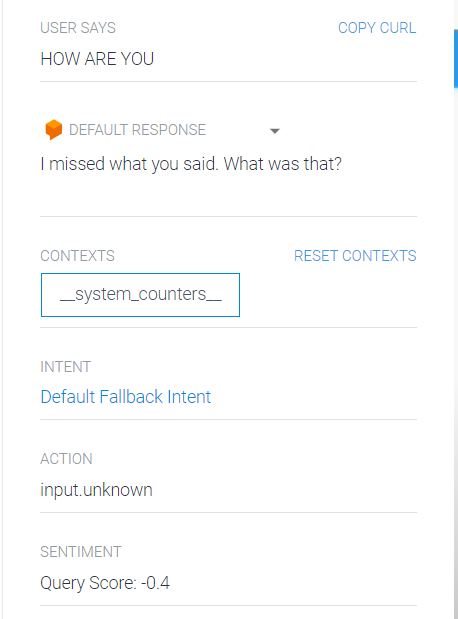 USER SAYS COPY CURL
HOW ARE YOU
DEFAULT RESPONSE
I missed what you said. What was that?
CONTEXTS RESET CONTEXTS
__system_counters__
INTENT
Default Fallback Intent
ACTION
input.unknown
SENTIMENT
Query Score: -0.4